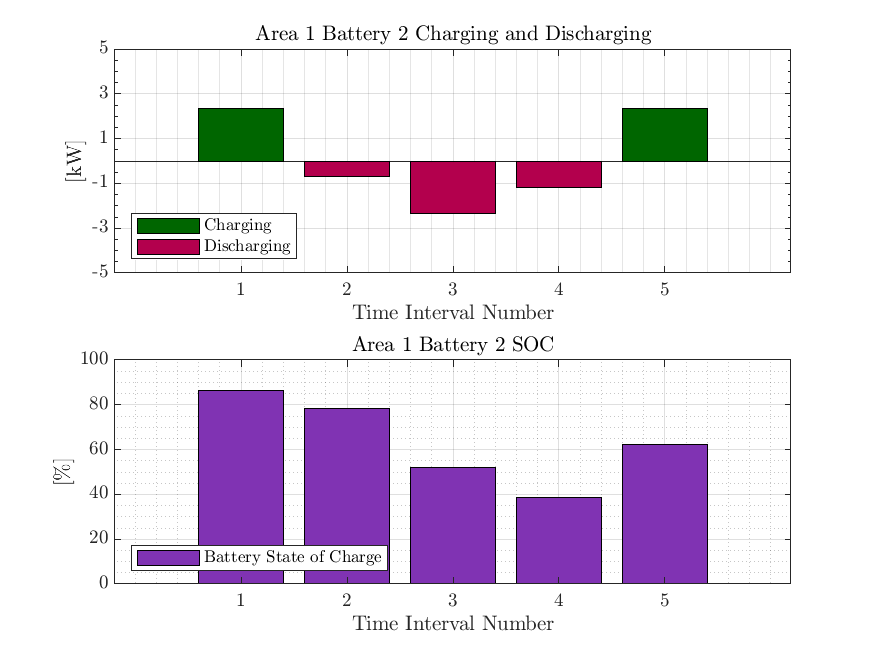 Area 1 Battery 2 Charging and Discharging
5
3
1
-1
-3
-5
[kW]
Charging
Discharging
1 2 3 4 5
Time Interval Number
Area 1 Battery 2 SOC
100
80
60
40
20
0
[%]
Battery State of Charge
1 2 3 4 5
Time Interval Number